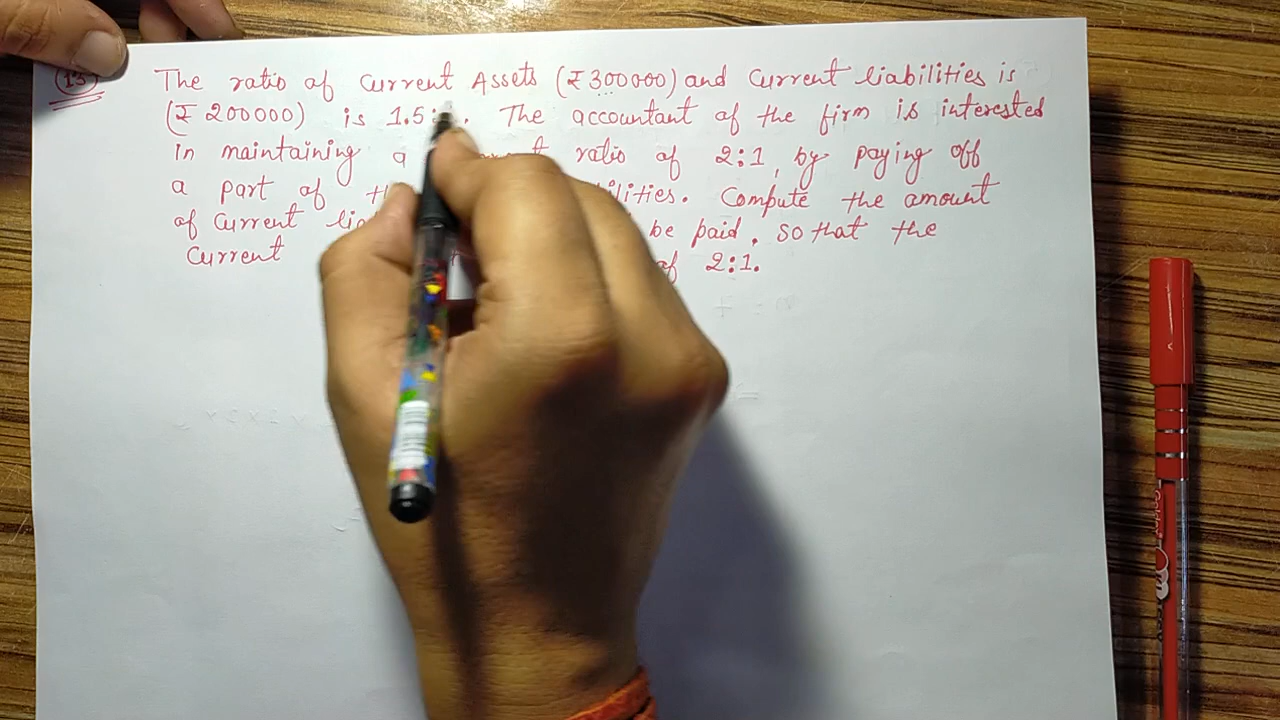 (13) The ratio of Current Assets (₹300000) and Current liabilities is
(₹ 200000) is 1.5: . The accountant of the firm is interested
in maintaining a ratio of 2:1, by paying off
a part of . Compute the amount
of Current be paid, so that the
Current of 2:1.